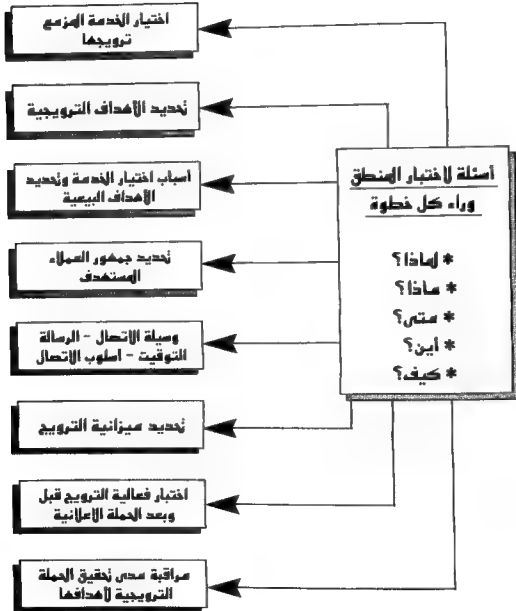 اختيار الخدمة المزمع
ترويجها
تحديد الأهداف الترويجية
أسباب اختيار الخدمة وتحديد
الأهداف البيعية
تحديد جمهور العملاء
المستهدف
وسيلة الاتصال - الرسالة
التوقيت - أسلوب الاتصال
تحديد ميزانية الترويج
اختبار فعالية الترويج قبل
وبعد الحملة الاعلانية
مراقبة مدى تحقيق الحملة
الترويجية لأهدافها
أسئلة لاختبار المنطق
وراء كل خطوة
* لماذا؟
* ماذا؟
* متى؟
* أين؟
* كيف؟